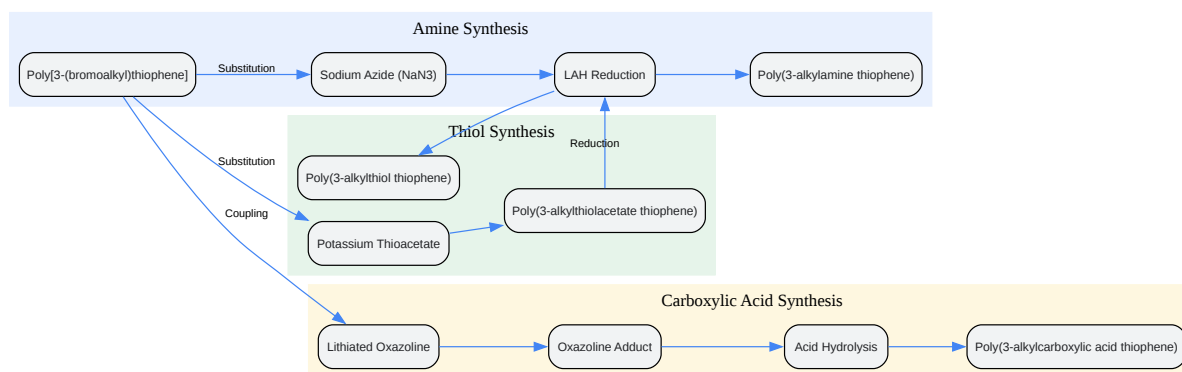 Amine Synthesis
Poly[3-(bromoalkyl)thiophene]
Substitution
Sodium Azide (NaN3)
LAH Reduction
Poly(3-alkylamine thiophene)
Thiol Synthesis
Reduction
Substitution
Poly(3-alkylthiol thiophene)
Poly(3-alkylthiolacetate thiophene)
Coupling
Potassium Thioacetate
Carboxylic Acid Synthesis
Lithiated Oxazoline
Oxazoline Adduct
Acid Hydrolysis
Poly(3-alkylcarboxylic acid thiophene)